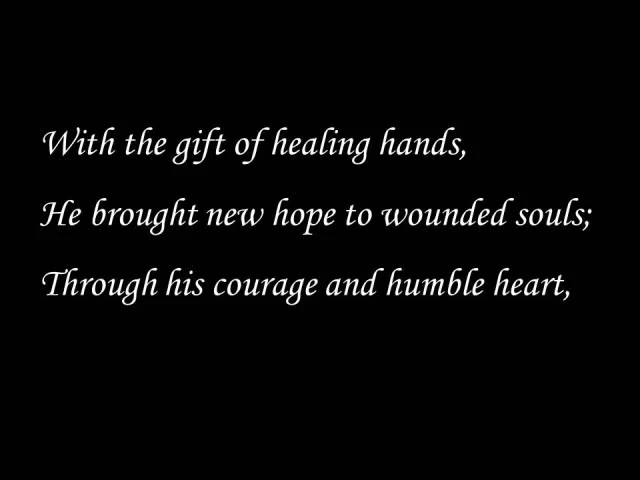 With the gift of healing hands,
He brought new hope to wounded souls;
Through his courage and humble heart,